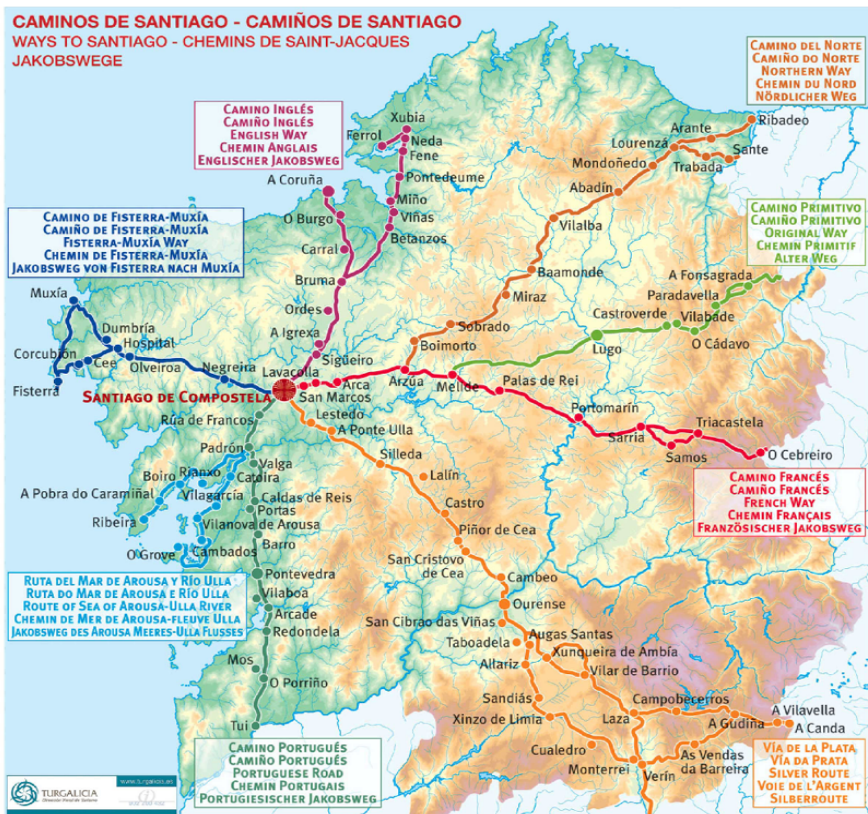 CAMINOS DE SANTIAGO - CAMIÑOS DE SANTIAGO
WAYS TO SANTIAGO - CHEMINS DE SAINT-JACQUES
JAKOBSWEGE
CAMINO DEL NORTE
CAMIÑO DO NORTE
NORTHERN WAY
CHEMIN DU NORD
NÖRDLICHER WEG
CAMINO INGLÉS
CAMIÑO INGLÉS
ENGLISH WAY
CHEMIN ANGLAIS
ENGLISCHER JAKOBSWEG
Xubia
Ferrol
Neda
Fene
Pontedeume
Miño
Viñas
Betanzos
A Coruña
O Burgo
Carral
Bruma
Ordes
A Igrexa
Sigüeiro
Ribadeo
Arante
Lourenzá
Sante
Trabada
Mondoñedo
Abadín
Vilalba
Baamonde
Miraz
Sobrado
Boimorto
CAMINO PRIMITIVO
CAMIÑO PRIMITIVO
ORIGINAL WAY
CHEMIN PRIMITIF
ALTER WEG
A Fonsagrada
Paradavella
Castroverde
Vilabade
O Cádavo
Lugo
CAMINO DE FISTERRA-MUXÍA
CAMIÑO DE FISTERRA-MUXÍA
FISTERRA-MUXÍA WAY
CHEMIN DE FISTERRA-MUXÍA
JAKOBSWEG VON FISTERRA NACH MUXÍA
Muxía
Dumbría
Hospital
Corcubión
Cee
Olveiroa
Negreira
Fisterra
SANTIAGO DE COMPOSTELA
Lavacolla
San Marcos
Arca
Arzúa
Melide
Palas de Rei
Portomarín
Sarria
Samos
Triacastela
O Cebreiro
CAMINO FRANCÉS
CAMIÑO FRANCÉS
FRENCH WAY
CHEMIN FRANÇAIS
FRANZÖSISCHER JAKOBSWEG
Rúa de Francos
Lestedo
A Ponte Ulla
Silleda
Lalín
Castro
Piñor de Cea
San Cristovo
de Cea
Cambeo
Ourense
San Cibrao das Viñas
Taboadela
Augas Santas
Xunqueira de Ambía
Allariz
Vilar de Barrio
Sandiás
Xinzo de Limia
Laza
Campobecerros
A Gudiña
A Vilavella
A Canda
Cualedro
Monterrei
Verín
As Vendas
da Barreira
VÍA DE LA PLATA
VÍA DA PRATA
SILVER ROUTE
VOIE DE L'ARGENT
SILBERROUTE
Padrón
Valga
Catoira
Rianxo
Boiro
Vilagarcía
A Pobra do Caramiñal
Ribeira
Caldas de Reis
Portas
Vilanova de Arousa
Barro
O Grove
Cambados
RUTA DEL MAR DE AROUSA Y RÍO ULLA
RUTA DO MAR DE AROUSA E RÍO ULLA
ROUTE OF SEA OF AROUSA-ULLA RIVER
CHEMIN DE MER DE AROUSA-FLEUVE ULLA
JAKOBSWEG DES AROUSA MEERES-ULLA FLUSSES
Pontevedra
Vilaboa
Arcade
Redondela
Mos
O Porriño
Tui
CAMINO PORTUGUÉS
CAMIÑO PORTUGUÉS
PORTUGUESE ROAD
CHEMIN PORTUGAIS
PORTUGIESISCHER JAKOBSWEG
TURGALICIA
www.turgalicia.es